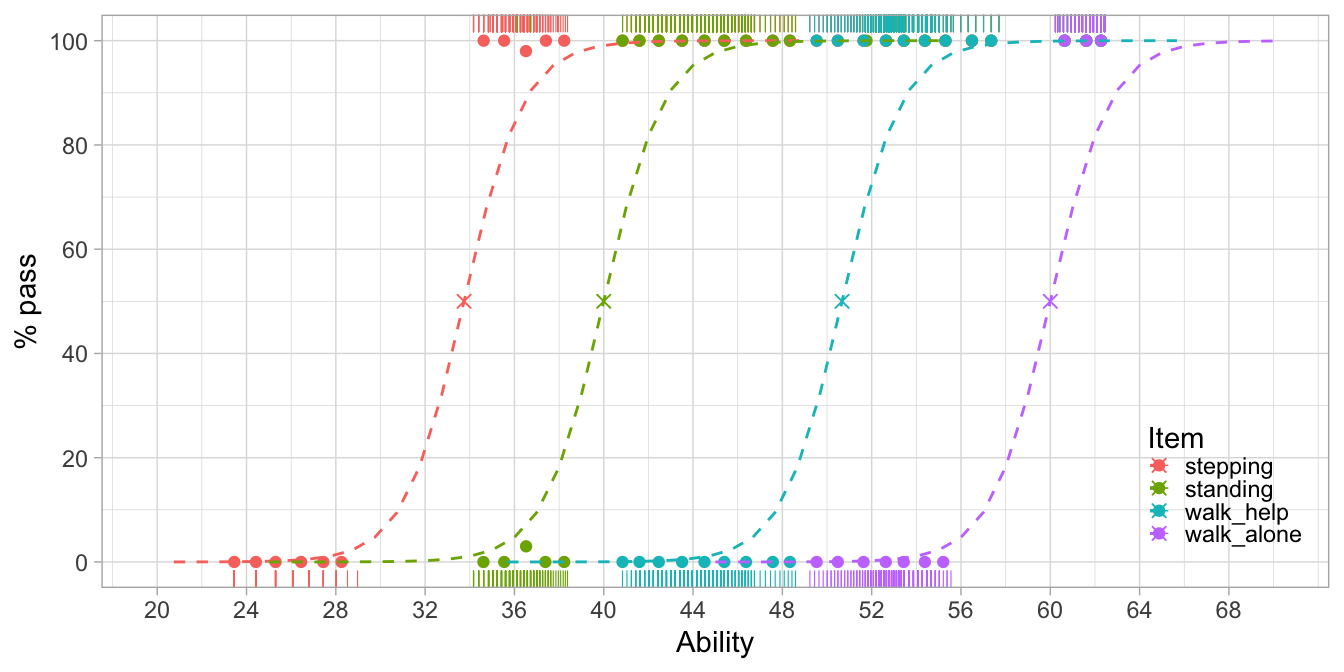 % pass
100
80
60
40
20
0
20 24 28 32 36 40 44 48 52 56 60 64 68
Ability
Item
stepping
standing
walk_help
walk_alone